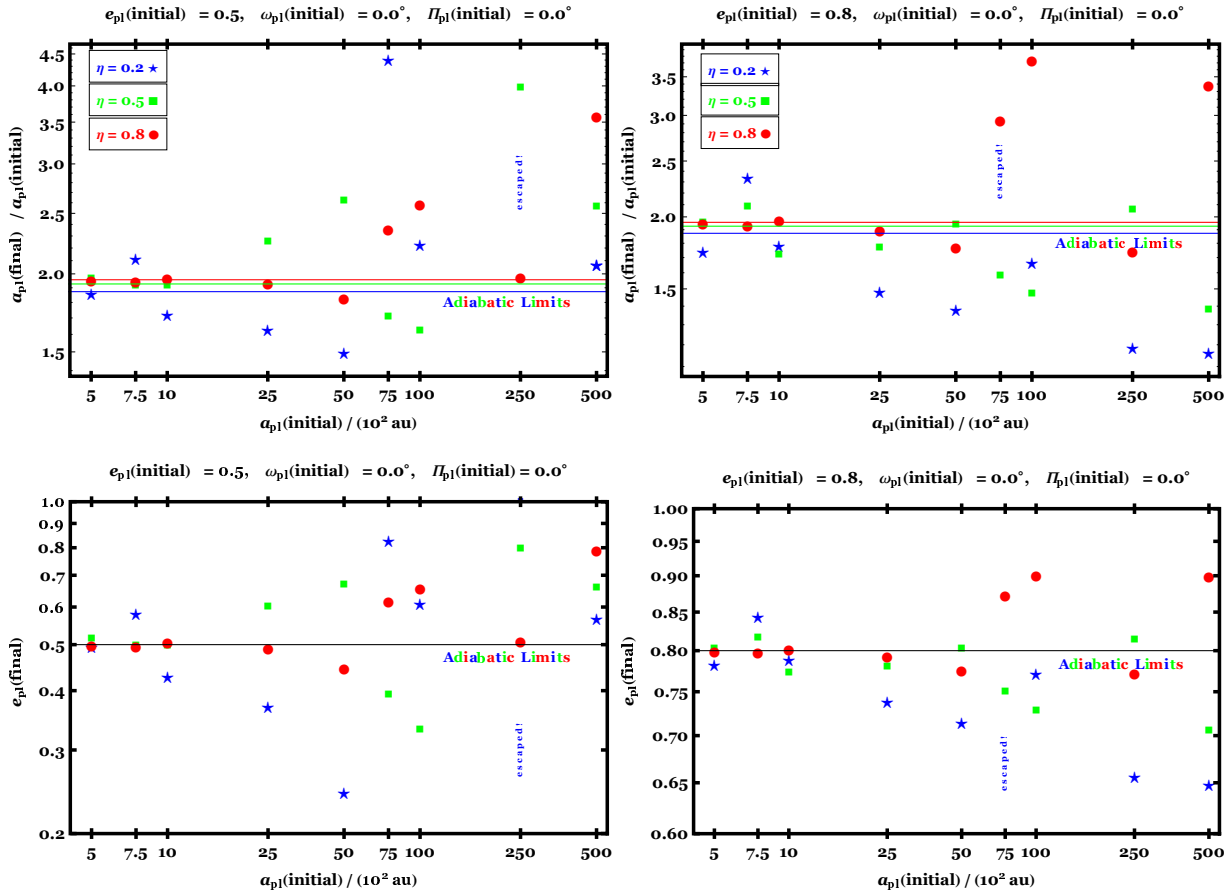 e_pl(initial) = 0.5, ω_pl(initial) = 0.0°, Π_pl(initial) = 0.0°
4.5
4.0
3.5
3.0
2.5
2.0
1.5
a_pl(final) / a_pl(initial)
η = 0.2 ★
η = 0.5 ■
η = 0.8 ●
escaped!
Adiabatic Limits
5 7.5 10 25 50 75 100 250 500
a_pl(initial) / (10² au)
e_pl(initial) = 0.8, ω_pl(initial) = 0.0°, Π_pl(initial) = 0.0°
3.5
3.0
2.5
2.0
1.5
a_pl(final) / a_pl(initial)
η = 0.2 ★
η = 0.5 ■
η = 0.8 ●
escaped!
Adiabatic Limits
5 7.5 10 25 50 75 100 250 500
a_pl(initial) / (10² au)
e_pl(initial) = 0.5, ω_pl(initial) = 0.0°, Π_pl(initial) = 0.0°
1.0
0.9
0.8
0.7
0.6
0.5
0.4
0.3
0.2
e_pl(final)
Adiabatic Limits
escaped!
5 7.5 10 25 50 75 100 250 500
a_pl(initial) / (10² au)
e_pl(initial) = 0.8, ω_pl(initial) = 0.0°, Π_pl(initial) = 0.0°
1.00
0.95
0.90
0.85
0.80
0.75
0.70
0.65
0.60
e_pl(final)
Adiabatic Limits
escaped!
5 7.5 10 25 50 75 100 250 500
a_pl(initial) / (10² au)